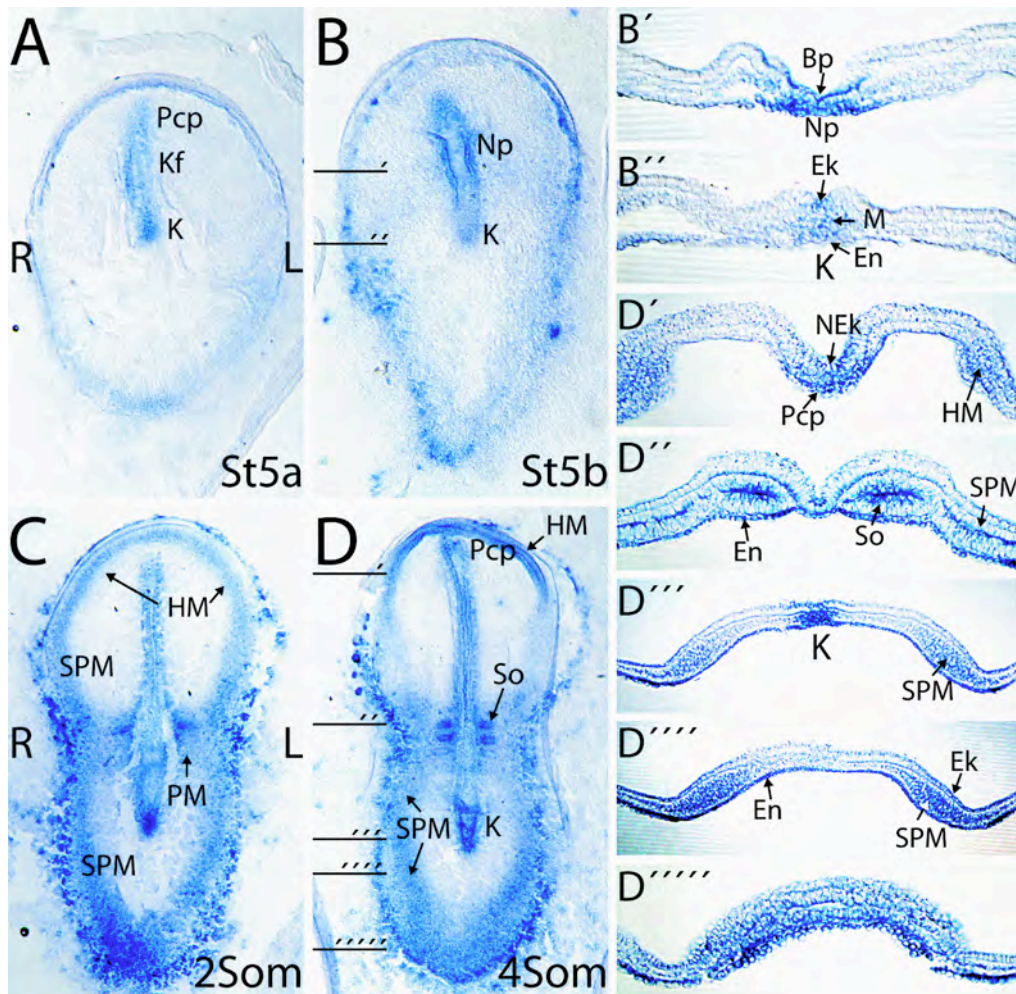 A
Pcp
Kf
K
R
L
St5a
B
Np
K
′
′′
St5b
B′
Bp
Np
B′′
Ek
M
En
K
D′
NEk
Pcp
HM
D′′
SPM
En
So
D′′′
K
SPM
D′′′′
Ek
En
SPM
D′′′′′
C
HM
SPM
R
L
PM
SPM
2Som
D
HM
Pcp
′
So
′′
SPM
K
′′′
′′′′
′′′′′
4Som